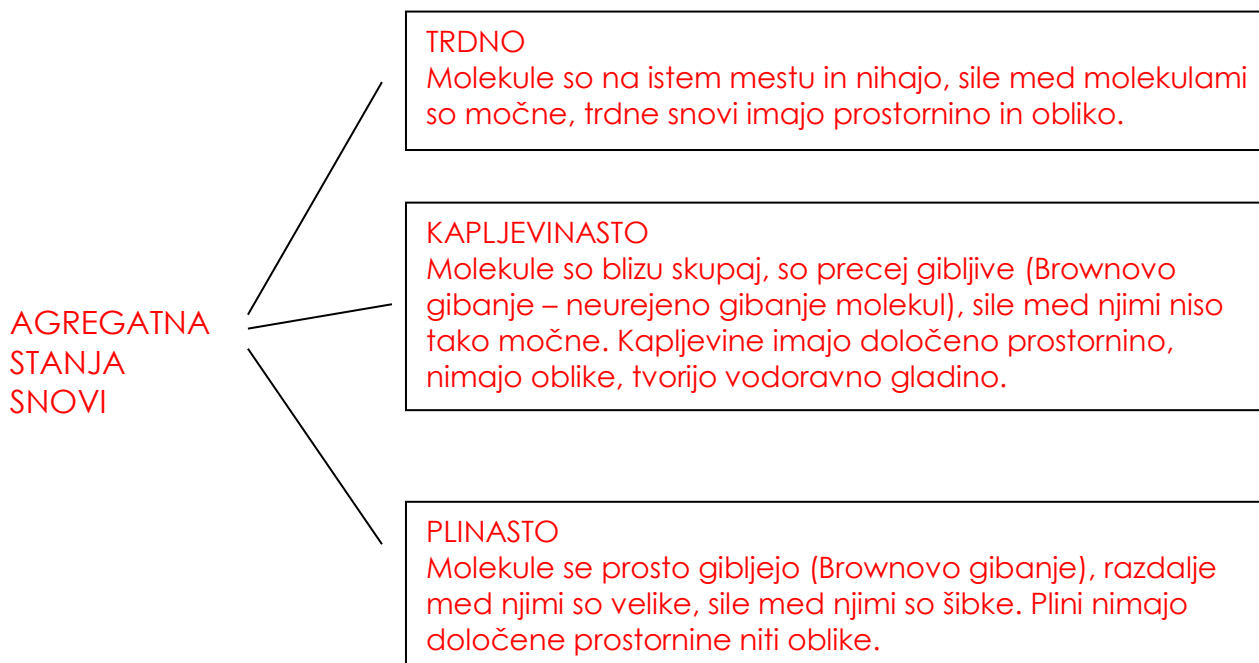 AGREGATNA
STANJA
SNOVI
TRDNO
Molekule so na istem mestu in nihajo, sile med molekulami
so močne, trdne snovi imajo prostornino in obliko.
KAPLJEVINASTO
Molekule so blizu skupaj, so precej gibljive (Brownovo
gibanje – neurejeno gibanje molekul), sile med njimi niso
tako močne. Kapljevine imajo določeno prostornino,
nimajo oblike, tvorijo vodoravno gladino.
PLINASTO
Molekule se prosto gibljejo (Brownovo gibanje), razdalje
med njimi so velike, sile med njimi so šibke. Plini nimajo
določene prostornine niti oblike.